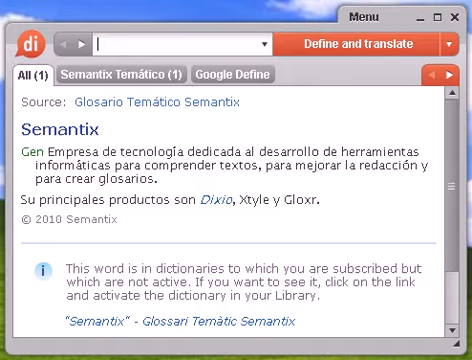 Menu
di
Define and translate
All (1) Semantix Temático (1) Google Define
Source: Glosario Temático Semantix
Semantix
Gen Empresa de tecnología dedicada al desarrollo de herramientas
informáticas para comprender textos, para mejorar la redacción y
para crear glosarios.
Su principales productos son Dixio, Xtyle y Gloxr.
© 2010 Semantix
i
This word is in dictionaries to which you are subscribed but
which are not active. If you want to see it, click on the link
and activate the dictionary in your Library.
"Semantix" - Glossari Temàtic Semantix